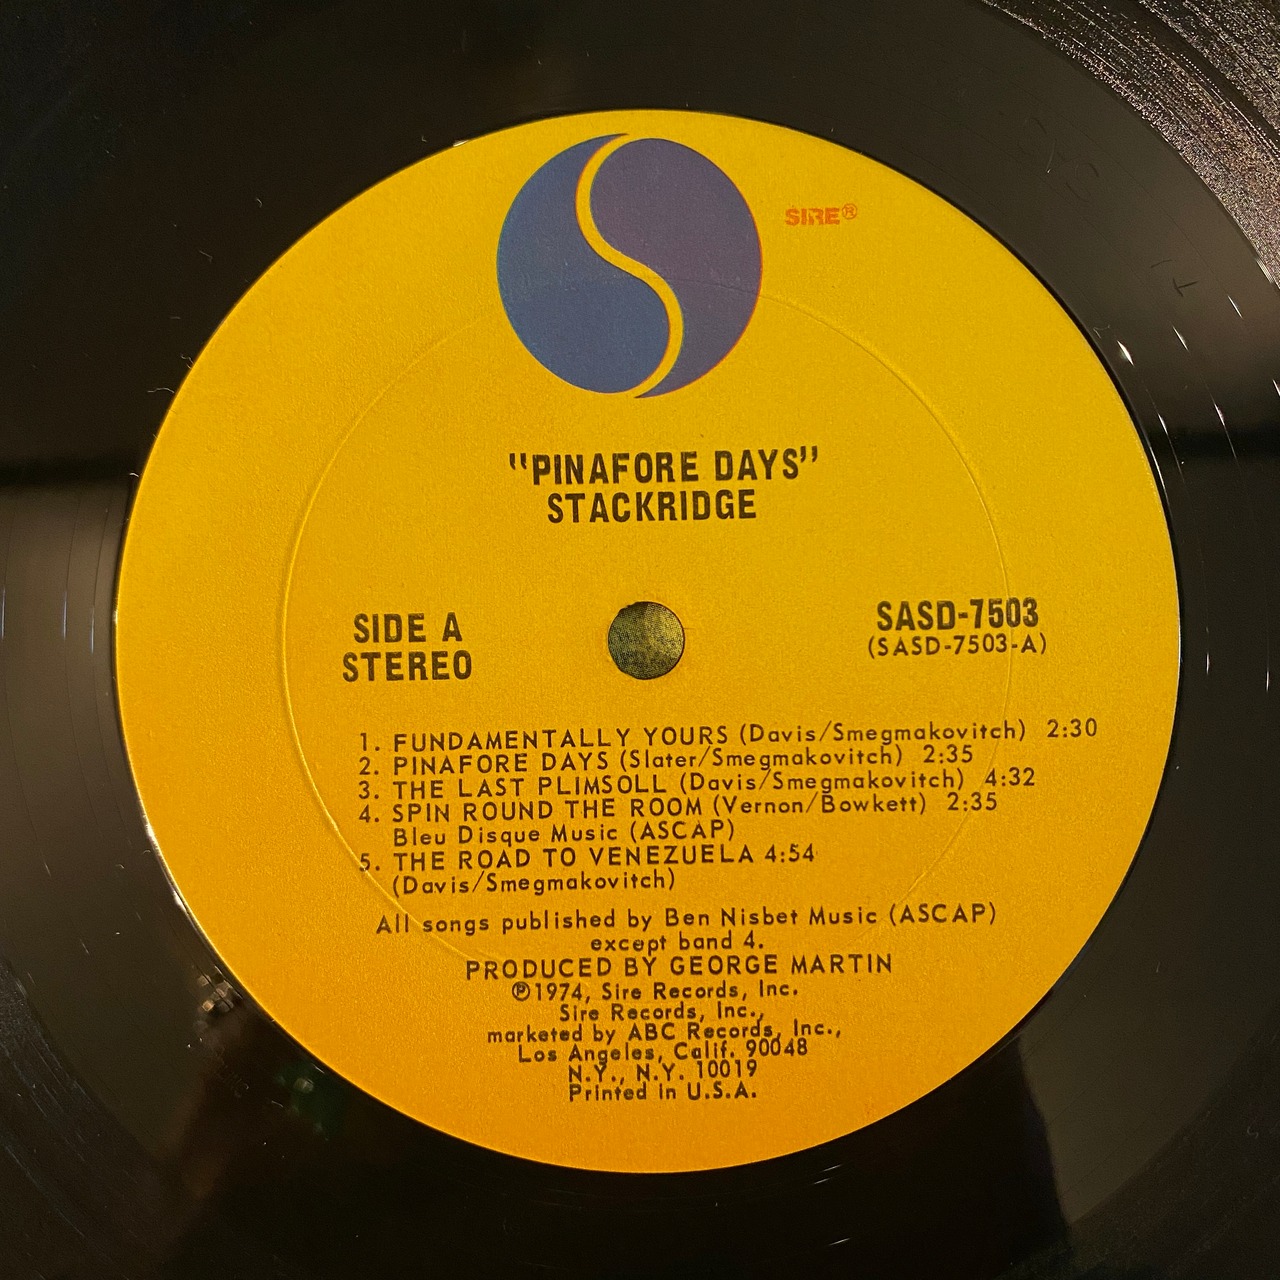 SIRE®
"PINAFORE DAYS"
STACKRIDGE
SIDE A
STEREO
SASD-7503
(SASD-7503-A)
1. FUNDAMENTALLY YOURS (Davis/Smegmakovitch) 2:30
2. PINAFORE DAYS (Slater/Smegmakovitch) 2:35
3. THE LAST PLIMSOLL (Davis/Smegmakovitch) 4:32
4. SPIN ROUND THE ROOM (Vernon/Bowkett) 2:35
Bleu Disque Music (ASCAP)
5. THE ROAD TO VENEZUELA 4:54
(Davis/Smegmakovitch)
All songs published by Ben Nisbet Music (ASCAP)
except band 4.
PRODUCED BY GEORGE MARTIN
℗1974, Sire Records, Inc.
Sire Records, Inc.,
marketed by ABC Records, Inc.,
Los Angeles, Calif. 90048
N.Y., N.Y. 10019
Printed in U.S.A.